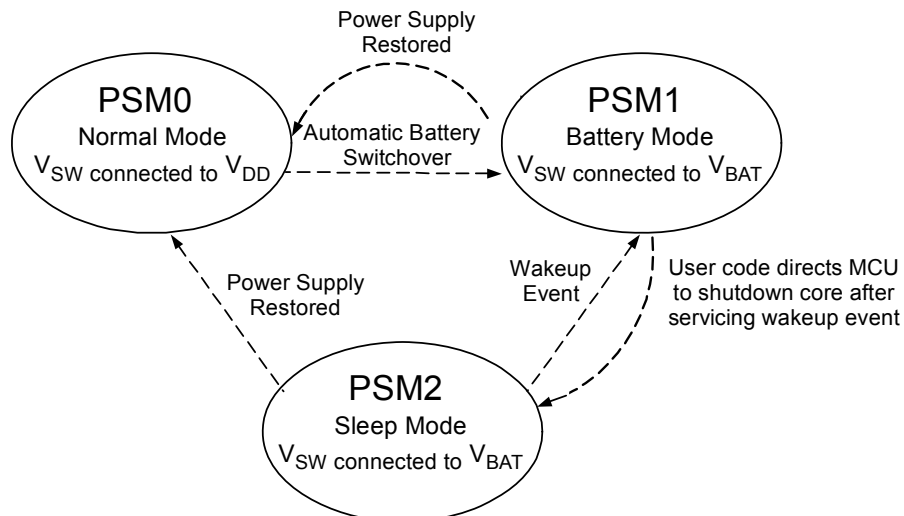 Power Supply
Restored
PSM0
Normal Mode
VSW connected to VDD
Automatic Battery
Switchover
PSM1
Battery Mode
VSW connected to VBAT
Power Supply
Restored
Wakeup
Event
User code directs MCU
to shutdown core after
servicing wakeup event
PSM2
Sleep Mode
VSW connected to VBAT